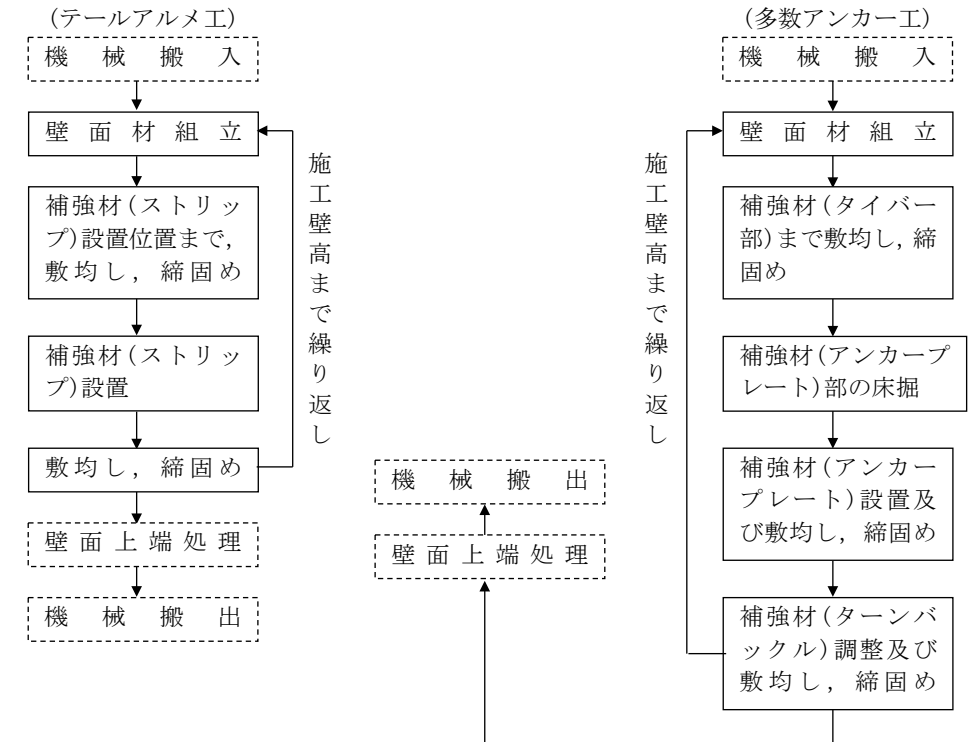 (テールアルメ工)
機械搬入
壁面材組立
補強材(ストリッ
プ)設置位置まで,
敷均し,締固め
補強材(ストリッ
プ)設置
敷均し,締固め
壁面上端処理
機械搬出
施工壁高まで繰り返し
機械搬出
壁面上端処理
(多数アンカー工)
機械搬入
壁面材組立
補強材(タイバー
部)まで敷均し,締
固め
補強材(アンカープ
レート)部の床掘
補強材(アンカー
プレート)設置及
び敷均し,締固め
補強材(ターンバ
ックル)調整及び
敷均し,締固め
施工壁高まで繰り返し